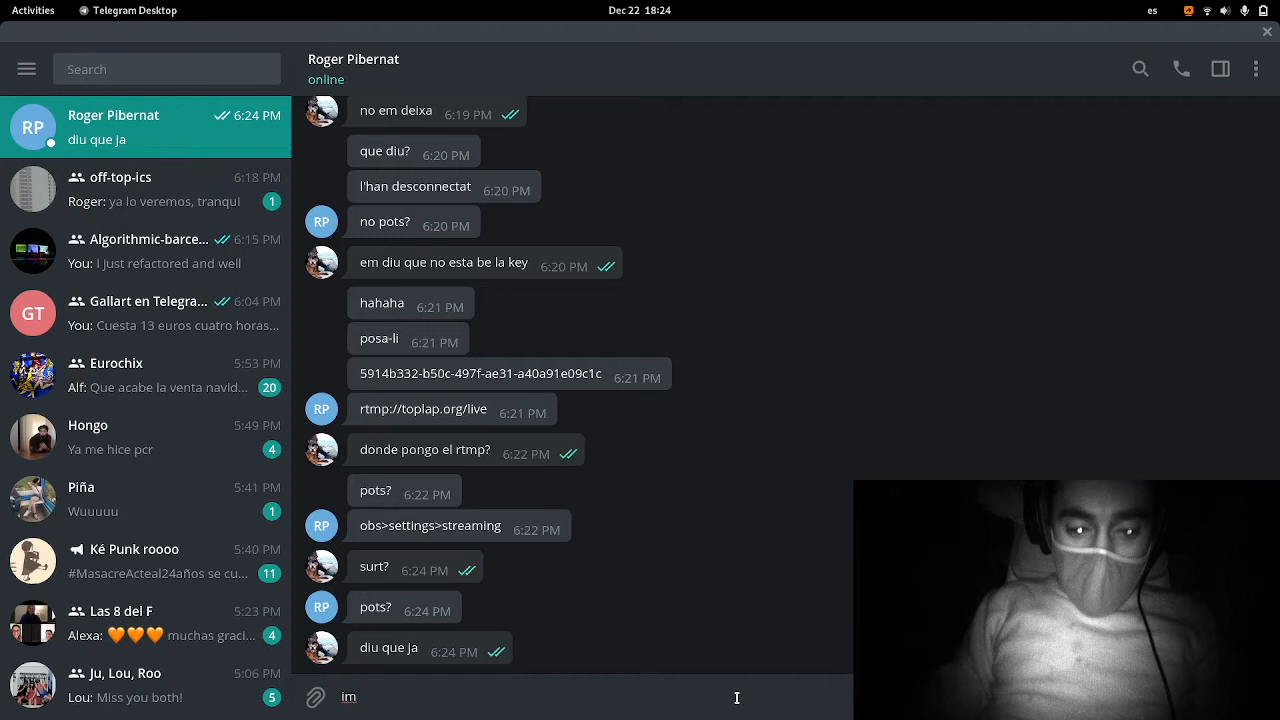 Activities
Telegram Desktop
Dec 22 18:24
es
Search
Roger Pibernat
online
RP
Roger Pibernat
6:24 PM
diu que ja
off-top-ics
6:18 PM
Roger: ya lo veremos, tranqui
1
Algorithmic-barce...
6:15 PM
You: i just refactored and well
GT
Gallart en Telegra...
6:04 PM
You: Cuesta 13 euros cuatro horas...
Eurochix
5:53 PM
Alf: Que acabe la venta navid...
20
Hongo
5:49 PM
Ya me hice pcr
4
Piña
5:41 PM
Wuuuuu
1
Ké Punk roooo
5:40 PM
#MasacreActeal24años se cu...
11
Las 8 del F
5:23 PM
Alexa: 🧡🧡🧡 muchas graci...
4
Ju, Lou, Roo
5:06 PM
Lou: Miss you both!
5
no em deixa 6:19 PM
que diu? 6:20 PM
l'han desconnectat 6:20 PM
RP
no pots? 6:20 PM
em diu que no esta be la key 6:20 PM
hahaha 6:21 PM
posa-li 6:21 PM
5914b332-b50c-497f-ae31-a40a91e09c1c 6:21 PM
RP
rtmp://toplap.org/live 6:21 PM
donde pongo el rtmp? 6:22 PM
pots? 6:22 PM
RP
obs>settings>streaming 6:22 PM
surt? 6:24 PM
RP
pots? 6:24 PM
diu que ja 6:24 PM
im